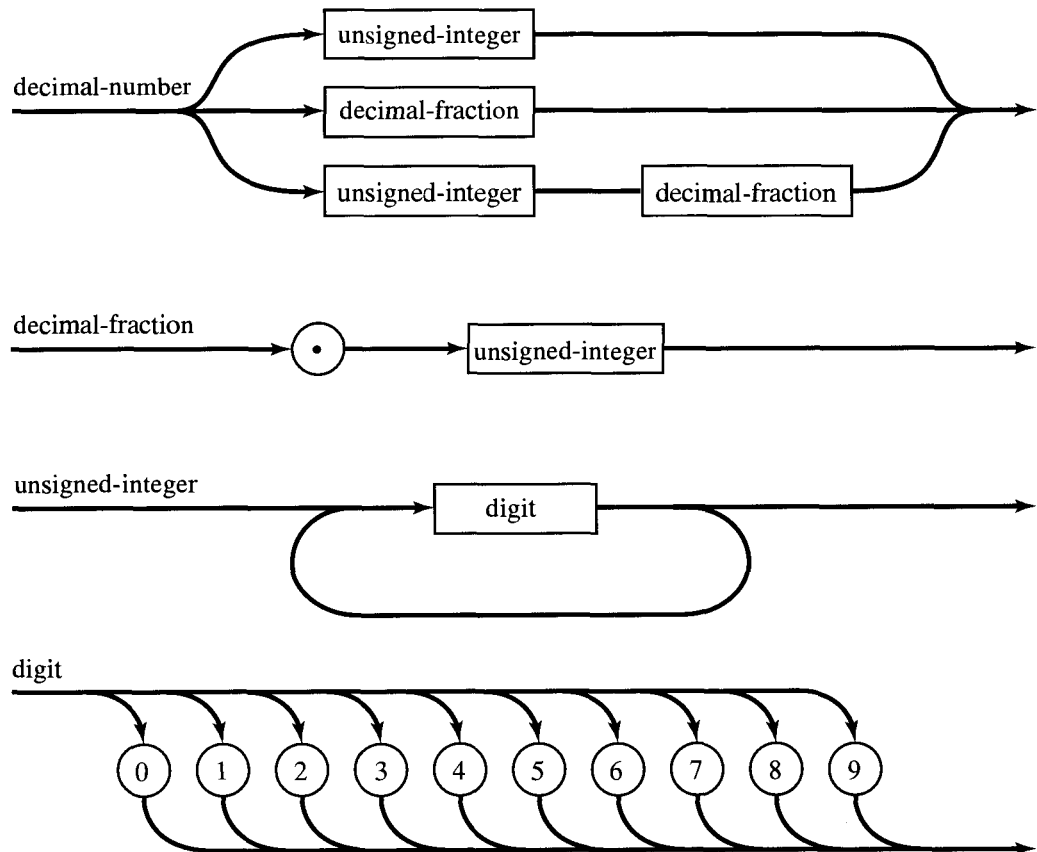 unsigned-integer
decimal-number
decimal-fraction
unsigned-integer
decimal-fraction
decimal-fraction
.
unsigned-integer
unsigned-integer
digit
digit
0 1 2 3 4 5 6 7 8 9